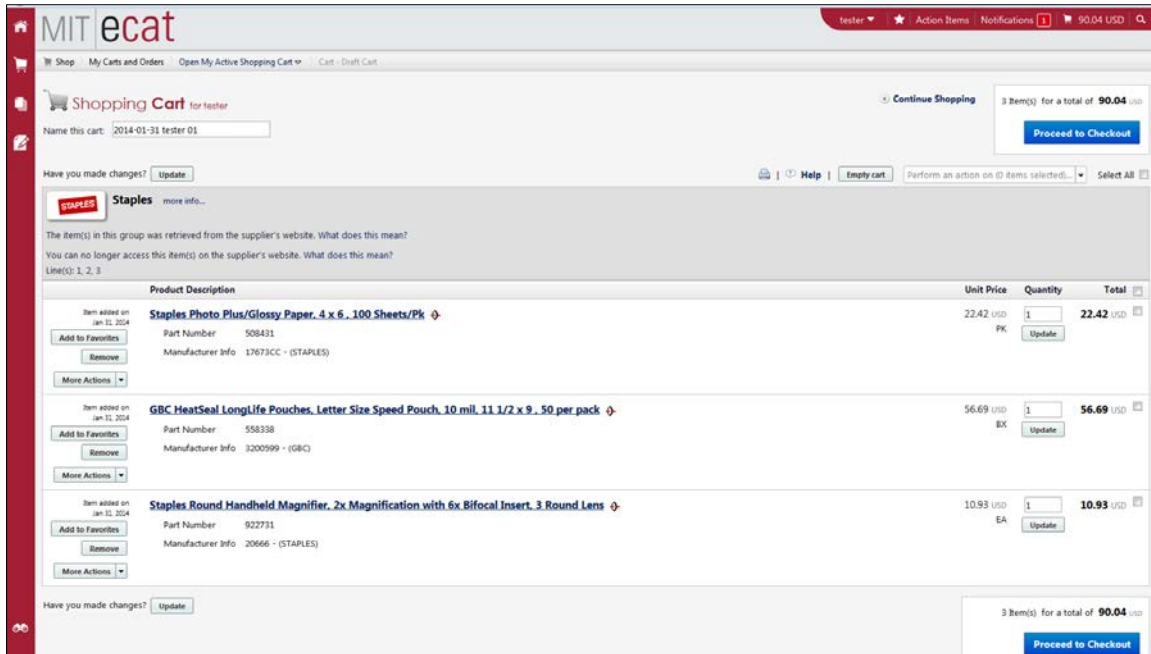 MIT ecat
tester ▼ ★ Action Items Notifications 1 90.04 USD
Shop My Carts and Orders Open My Active Shopping Cart Cart - Draft Cart
Shopping Cart for tester
Continue Shopping
3 Item(s) for a total of 90.04 USD
Proceed to Checkout
Name this cart: 2014-01-31 tester 01
Have you made changes? Update
| ? Help | Empty cart Perform an action on (0 items selected)... Select All
STAPLES Staples more info...
The item(s) in this group was retrieved from the supplier's website. What does this mean?
You can no longer access this item(s) on the supplier's website. What does this mean?
Line(s): 1, 2, 3
Product Description Unit Price Quantity Total
Item added on
Jan 31, 2014
Add to Favorites
Remove
More Actions
Staples Photo Plus/Glossy Paper, 4 x 6 , 100 Sheets/Pk
Part Number 508431
Manufacturer Info 17673CC - (STAPLES)
22.42 USD 1 22.42 USD
PK Update
Item added on
Jan 31, 2014
Add to Favorites
Remove
More Actions
GBC HeatSeal LongLife Pouches, Letter Size Speed Pouch, 10 mil, 11 1/2 x 9 , 50 per pack
Part Number 558338
Manufacturer Info 3200599 - (GBC)
56.69 USD 1 56.69 USD
BX Update
Item added on
Jan 31, 2014
Add to Favorites
Remove
More Actions
Staples Round Handheld Magnifier, 2x Magnification with 6x Bifocal Insert, 3 Round Lens
Part Number 922731
Manufacturer Info 20666 - (STAPLES)
10.93 USD 1 10.93 USD
EA Update
Have you made changes? Update
3 Item(s) for a total of 90.04 USD
Proceed to Checkout